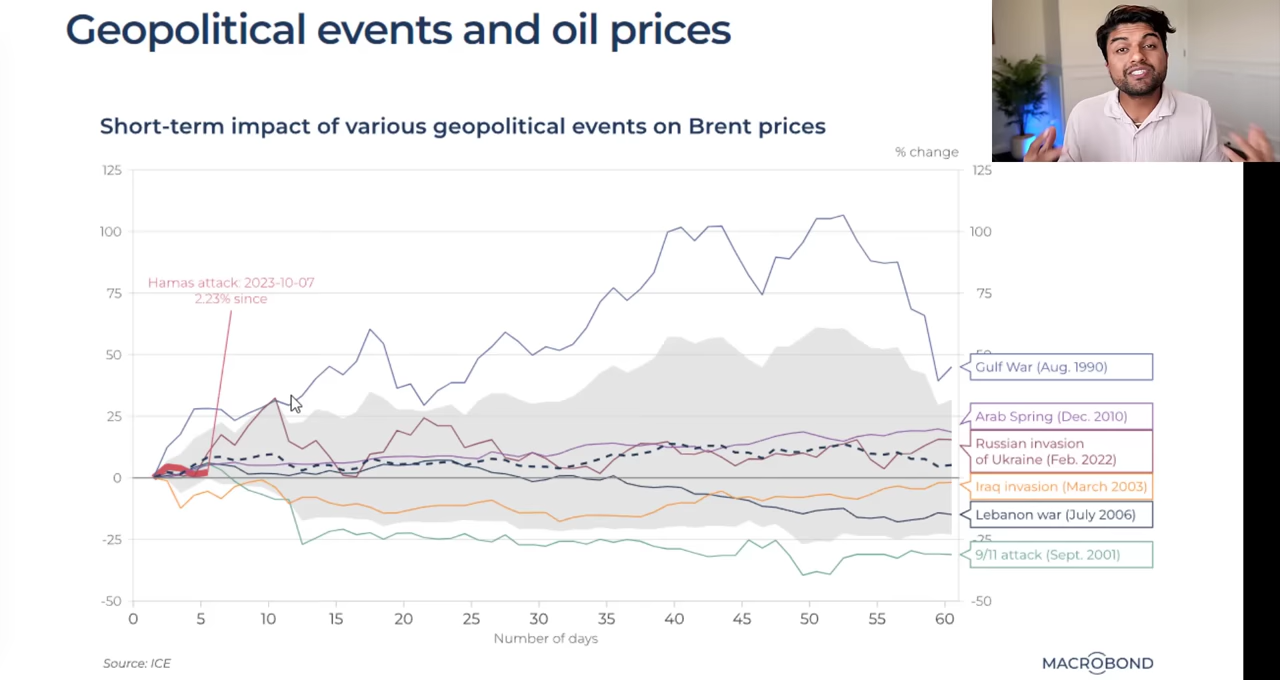 Geopolitical events and oil prices
Short-term impact of various geopolitical events on Brent prices
% change
125
125
100
100
Hamas attack: 2023-10-07
2.23% since
75
75
50
50
Gulf War (Aug. 1990)
25
Arab Spring (Dec. 2010)
Russian invasion
of Ukraine (Feb. 2022)
0
Iraq invasion (March 2003)
Lebanon war (July 2006)
-25
-25
9/11 attack (Sept. 2001)
-50
-50
0 5 10 15 20 25 30 35 40 45 50 55 60
Number of days
Source: ICE
MACROBOND